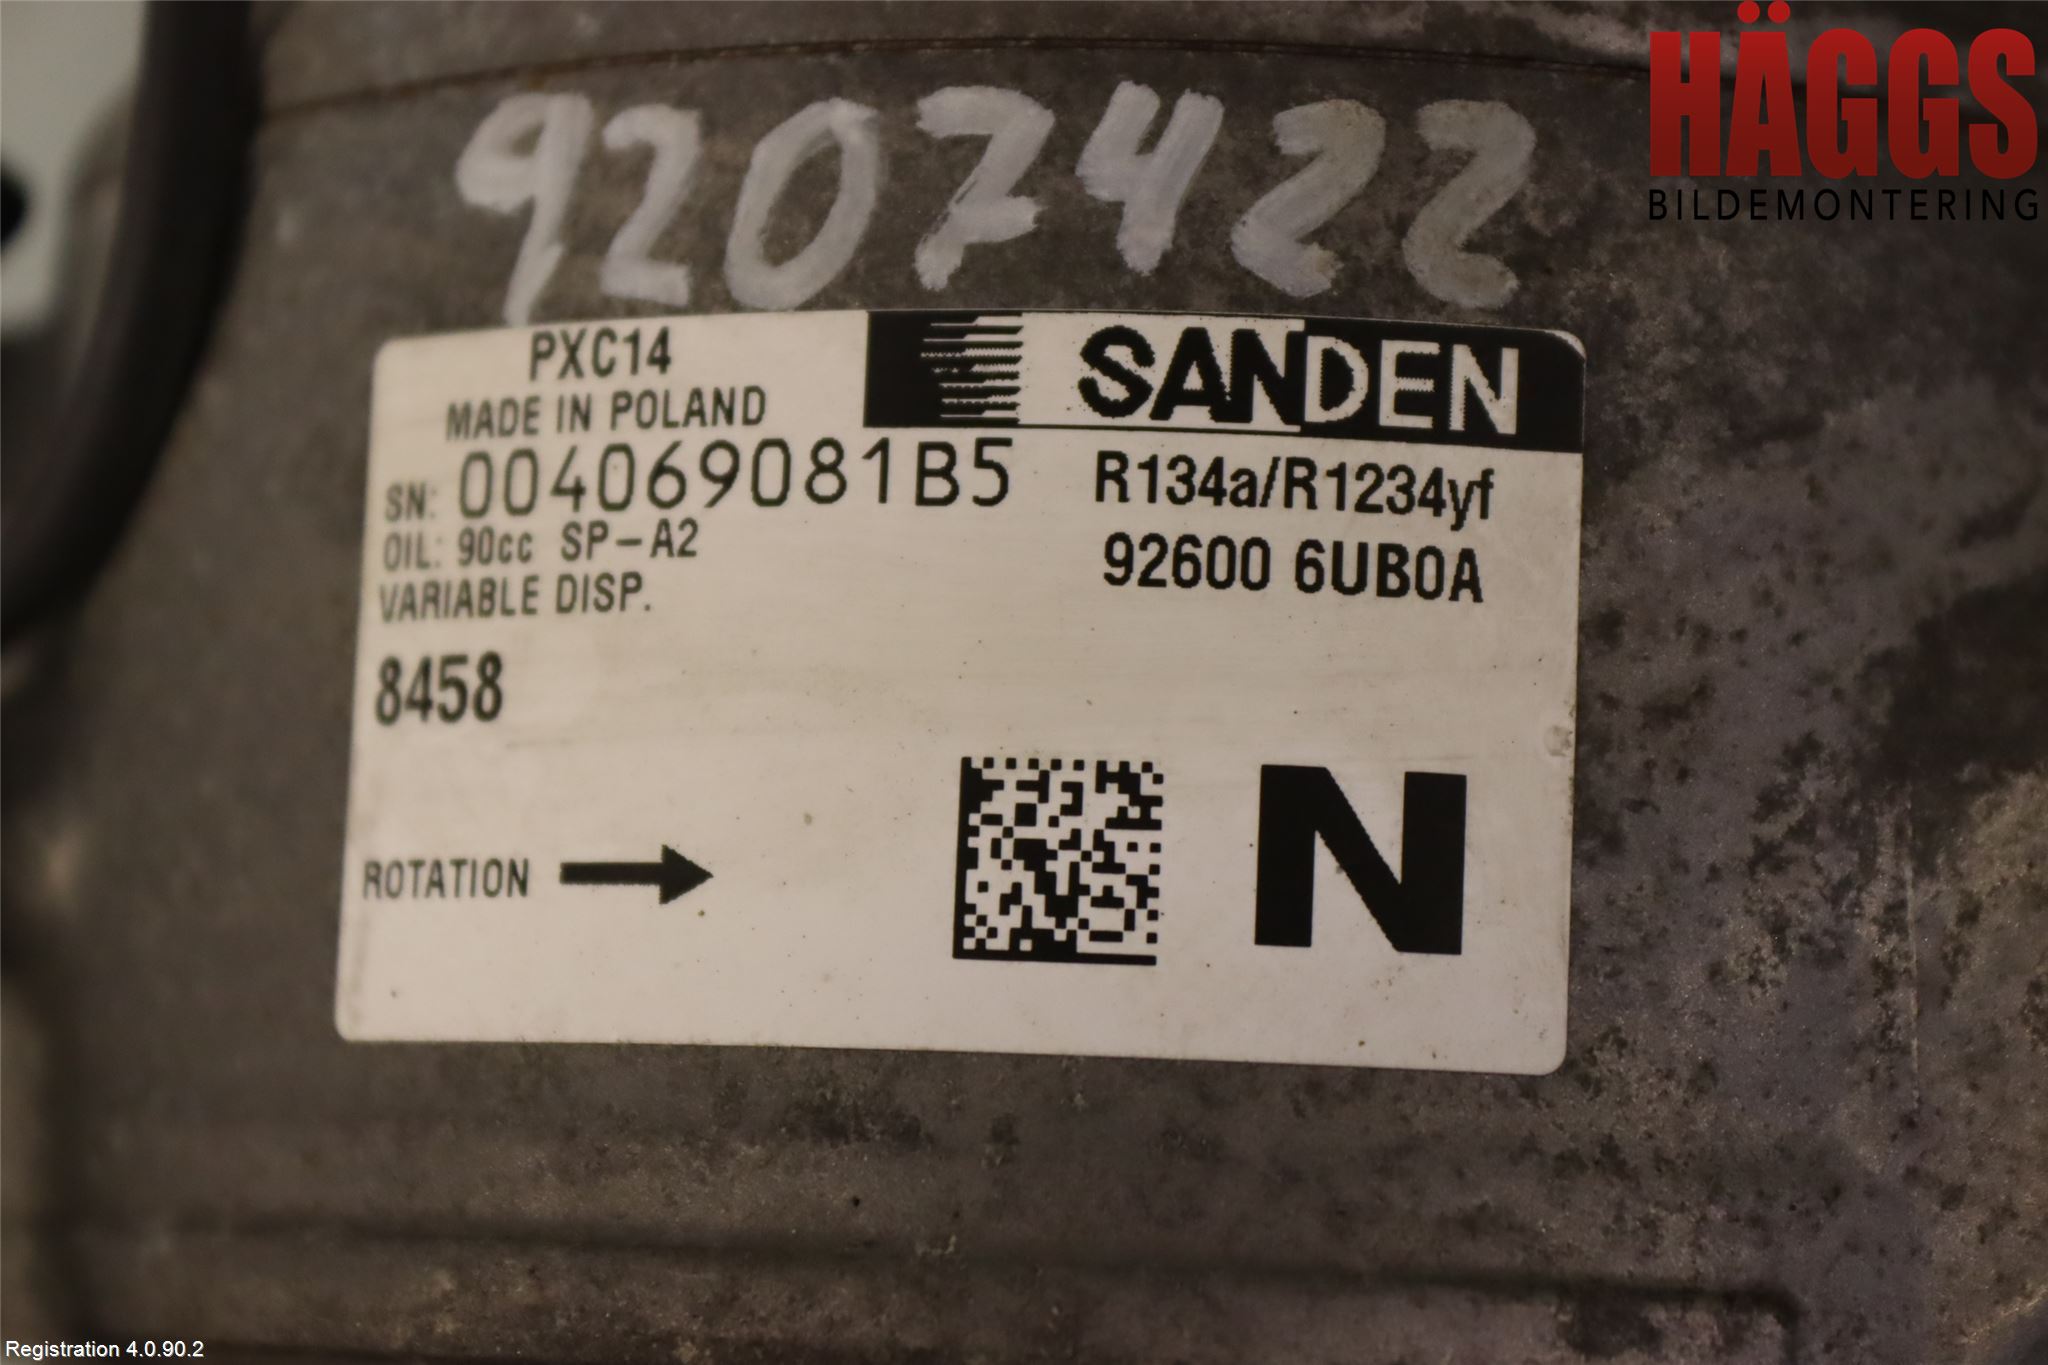 HÄGGS
BILDEMONTERING
9207422
PXC14
SANDEN
MADE IN POLAND
SN: 004069081B5
R134a/R1234yf
OIL: 90cc SP-A2
92600 6UB0A
VARIABLE DISP.
8458
ROTATION
N
Registration 4.0.90.2